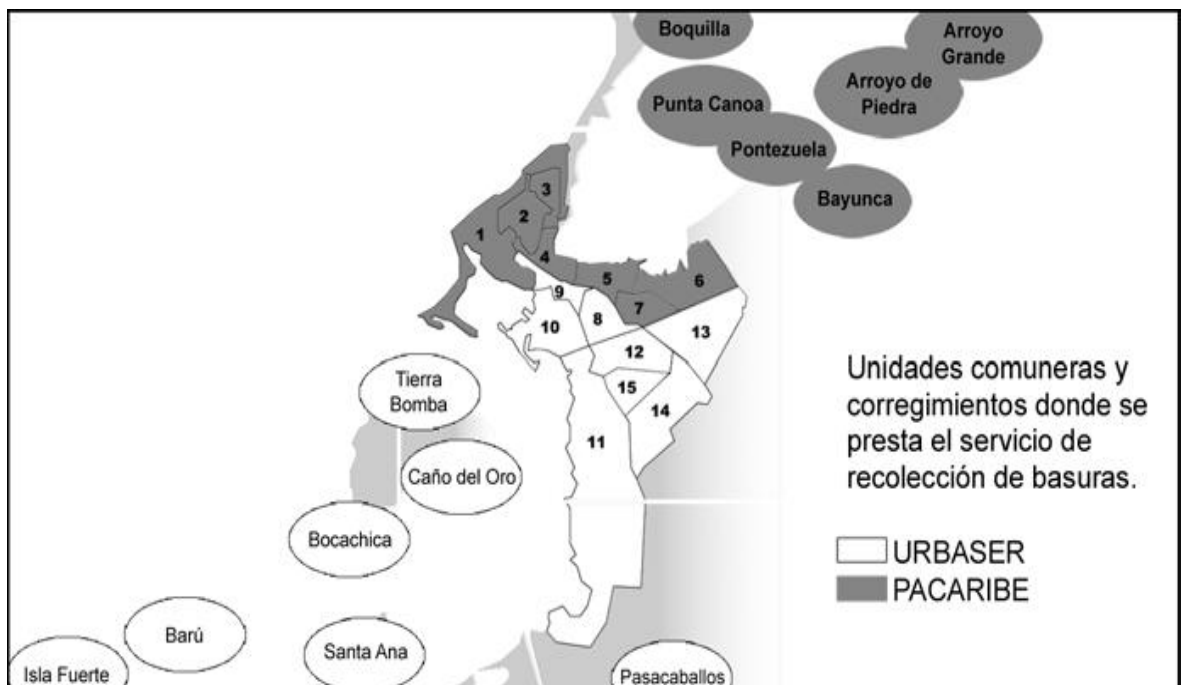 Boquilla
Arroyo
Grande
Arroyo de
Piedra
Punta Canoa
Pontezuela
Bayunca
3
2
1
4
5
6
7
9
8
10
13
12
15
14
11
Tierra
Bomba
Caño del Oro
Bocachica
Barú
Santa Ana
Isla Fuerte
Pasacaballos
Unidades comuneras y
corregimientos donde se
presta el servicio de
recolección de basuras.
URBASER
PACARIBE